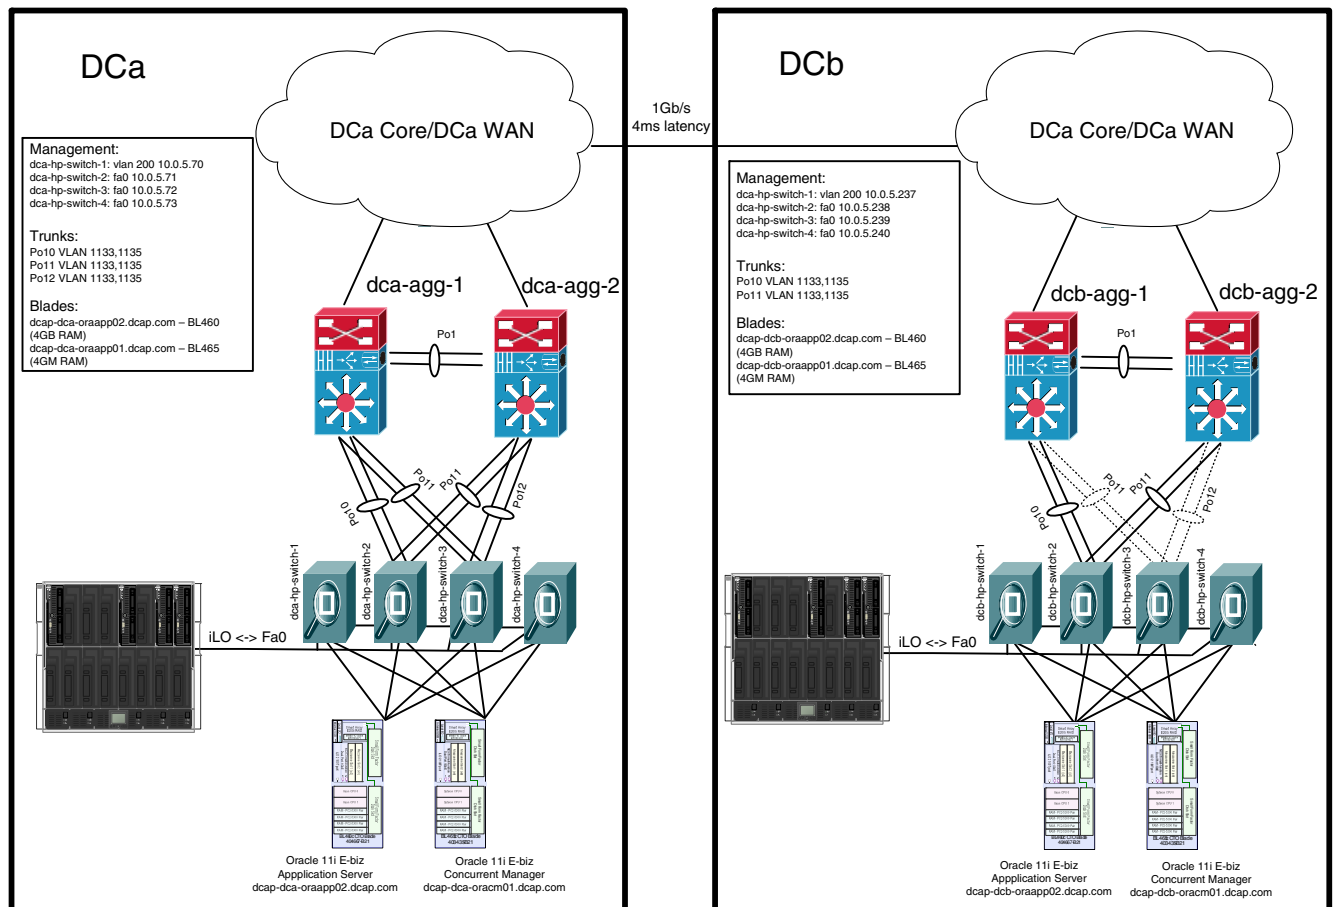 DCa
DCa Core/DCa WAN
Management:
dca-hp-switch-1: vlan 200 10.0.5.70
dca-hp-switch-2: fa0 10.0.5.71
dca-hp-switch-3: fa0 10.0.5.72
dca-hp-switch-4: fa0 10.0.5.73
Trunks:
Po10 VLAN 1133,1135
Po11 VLAN 1133,1135
Po12 VLAN 1133,1135
Blades:
dcap-dca-oraapp02.dcap.com – BL460
(4GB RAM)
dcap-dca-oraapp01.dcap.com – BL465
(4GM RAM)
dca-agg-1
dca-agg-2
Po1
Po10
Po11
Po11
Po12
dca-hp-switch-1
dca-hp-switch-2
dca-hp-switch-3
dca-hp-switch-4
iLO <-> Fa0
Oracle 11i E-biz
Appplication Server
dcap-dca-oraapp02.dcap.com
Oracle 11i E-biz
Concurrent Manager
dcap-dca-oracm01.dcap.com
1Gb/s
4ms latency
DCb
DCa Core/DCa WAN
Management:
dca-hp-switch-1: vlan 200 10.0.5.237
dca-hp-switch-2: fa0 10.0.5.238
dca-hp-switch-3: fa0 10.0.5.239
dca-hp-switch-4: fa0 10.0.5.240
Trunks:
Po10 VLAN 1133,1135
Po11 VLAN 1133,1135
Blades:
dcap-dcb-oraapp02.dcap.com – BL460
(4GB RAM)
dcap-dcb-oraapp01.dcap.com – BL465
(4GM RAM)
dcb-agg-1
dcb-agg-2
Po1
Po10
Po11
Po11
Po12
dcb-hp-switch-1
dcb-hp-switch-2
dcb-hp-switch-3
dcb-hp-switch-4
iLO <-> Fa0
Oracle 11i E-biz
Appplication Server
dcap-dcb-oraapp02.dcap.com
Oracle 11i E-biz
Concurrent Manager
dcap-dcb-oracm01.dcap.com